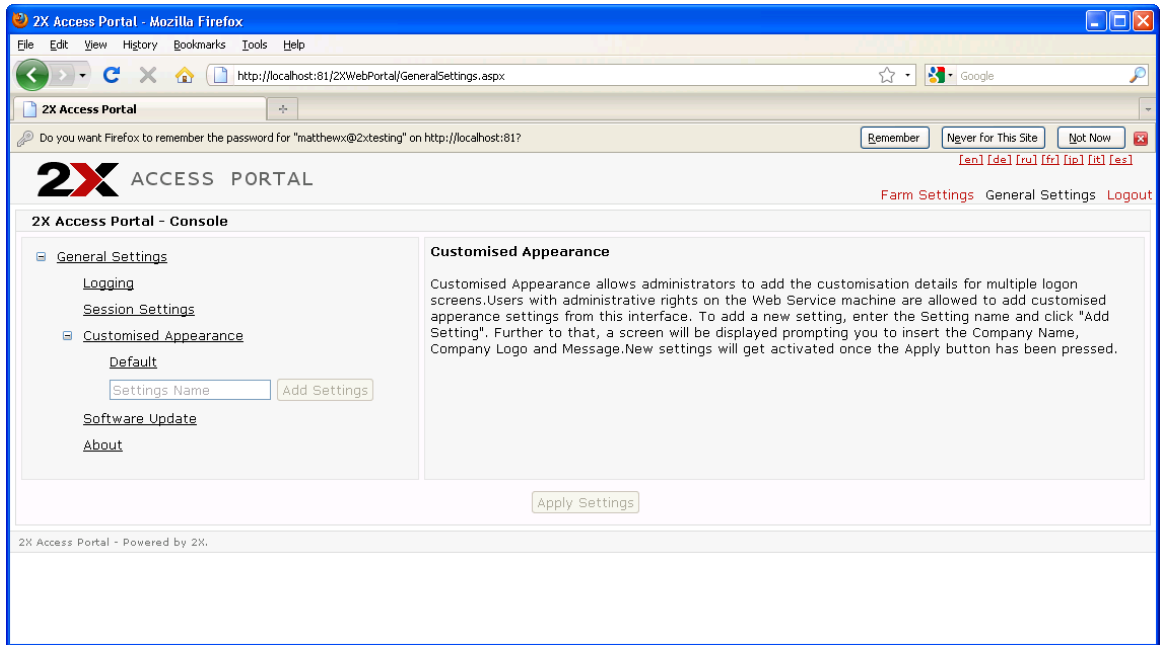 2X Access Portal - Mozilla Firefox
File Edit View History Bookmarks Tools Help
http://localhost:81/2XWebPortal/GeneralSettings.aspx
Google
2X Access Portal
Do you want Firefox to remember the password for "matthewx@2xtesting" on http://localhost:81?
Remember Never for This Site Not Now
[en] [de] [ru] [fr] [jp] [it] [es]
2X ACCESS PORTAL
Farm Settings General Settings Logout
2X Access Portal - Console
General Settings
Logging
Session Settings
Customised Appearance
Default
Settings Name Add Settings
Software Update
About
Customised Appearance
Customised Appearance allows administrators to add the customisation details for multiple logon
screens.Users with administrative rights on the Web Service machine are allowed to add customised
apperance settings from this interface. To add a new setting, enter the Setting name and click "Add
Setting". Further to that, a screen will be displayed prompting you to insert the Company Name,
Company Logo and Message.New settings will get activated once the Apply button has been pressed.
Apply Settings
2X Access Portal - Powered by 2X.